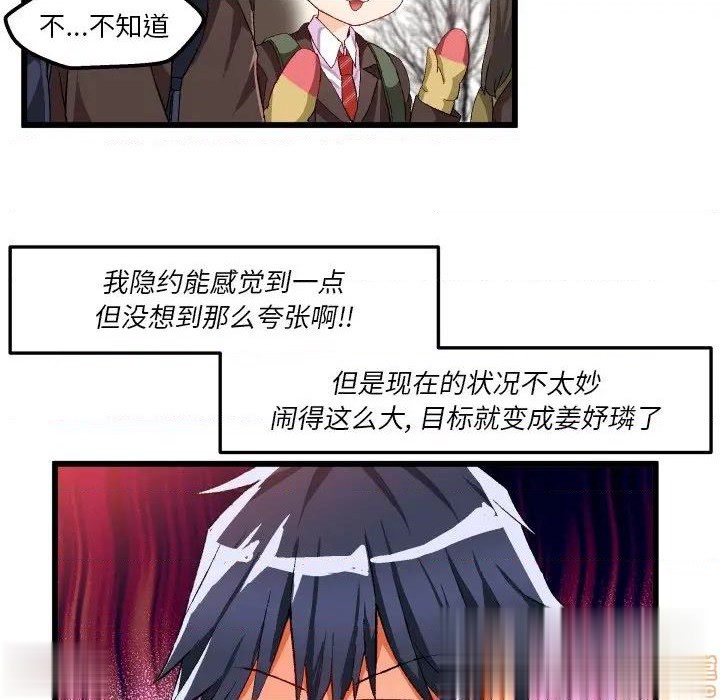 不...不知道
我隐约能感觉到一点
但没想到那么夸张啊!!
但是现在的状况不太妙
闹得这么大, 目标就变成姜妤璘了